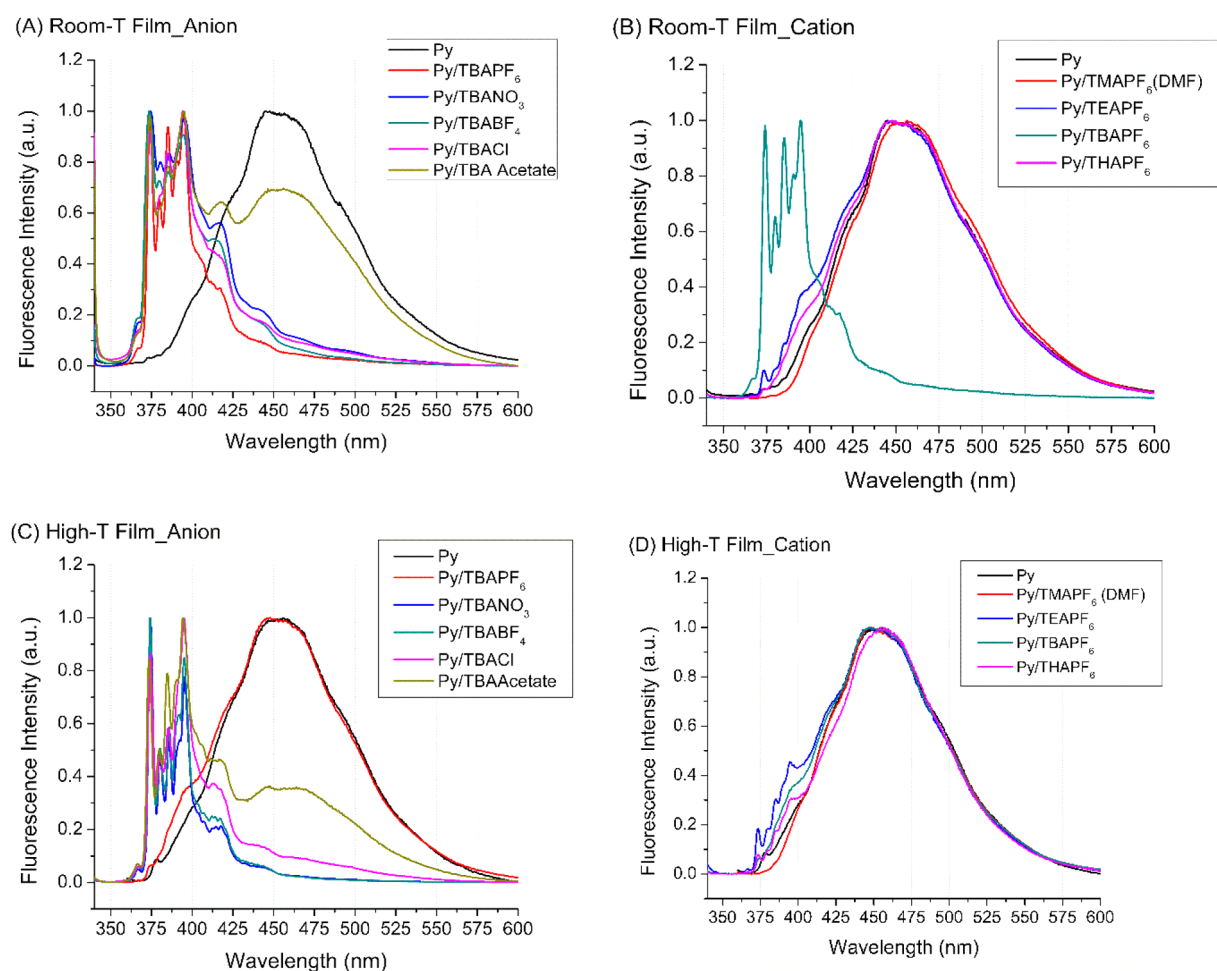 (A) Room-T Film_Anion
Py
Py/TBAPF6
Py/TBANO3
Py/TBABF4
Py/TBACl
Py/TBA Acetate
1.2
1.0
0.8
0.6
0.4
0.2
0.0
Fluorescence Intensity (a.u.)
350 375 400 425 450 475 500 525 550 575 600
Wavelength (nm)
(B) Room-T Film_Cation
Py
Py/TMAPF6(DMF)
Py/TEAPF6
Py/TBAPF6
Py/THAPF6
1.2
1.0
0.8
0.6
0.4
0.2
0.0
Fluorescence Intensity (a.u.)
350 375 400 425 450 475 500 525 550 575 600
Wavelength (nm)
(C) High-T Film_Anion
Py
Py/TBAPF6
Py/TBANO3
Py/TBABF4
Py/TBACl
Py/TBAAcetate
1.2
1.0
0.8
0.6
0.4
0.2
0.0
Fluorescence Intensity (a.u.)
350 375 400 425 450 475 500 525 550 575 600
Wavelength (nm)
(D) High-T Film_Cation
Py
Py/TMAPF6 (DMF)
Py/TEAPF6
Py/TBAPF6
Py/THAPF6
1.2
1.0
0.8
0.6
0.4
0.2
0.0
Fluorescence Intensity (a.u.)
350 375 400 425 450 475 500 525 550 575 600
Wavelength (nm)